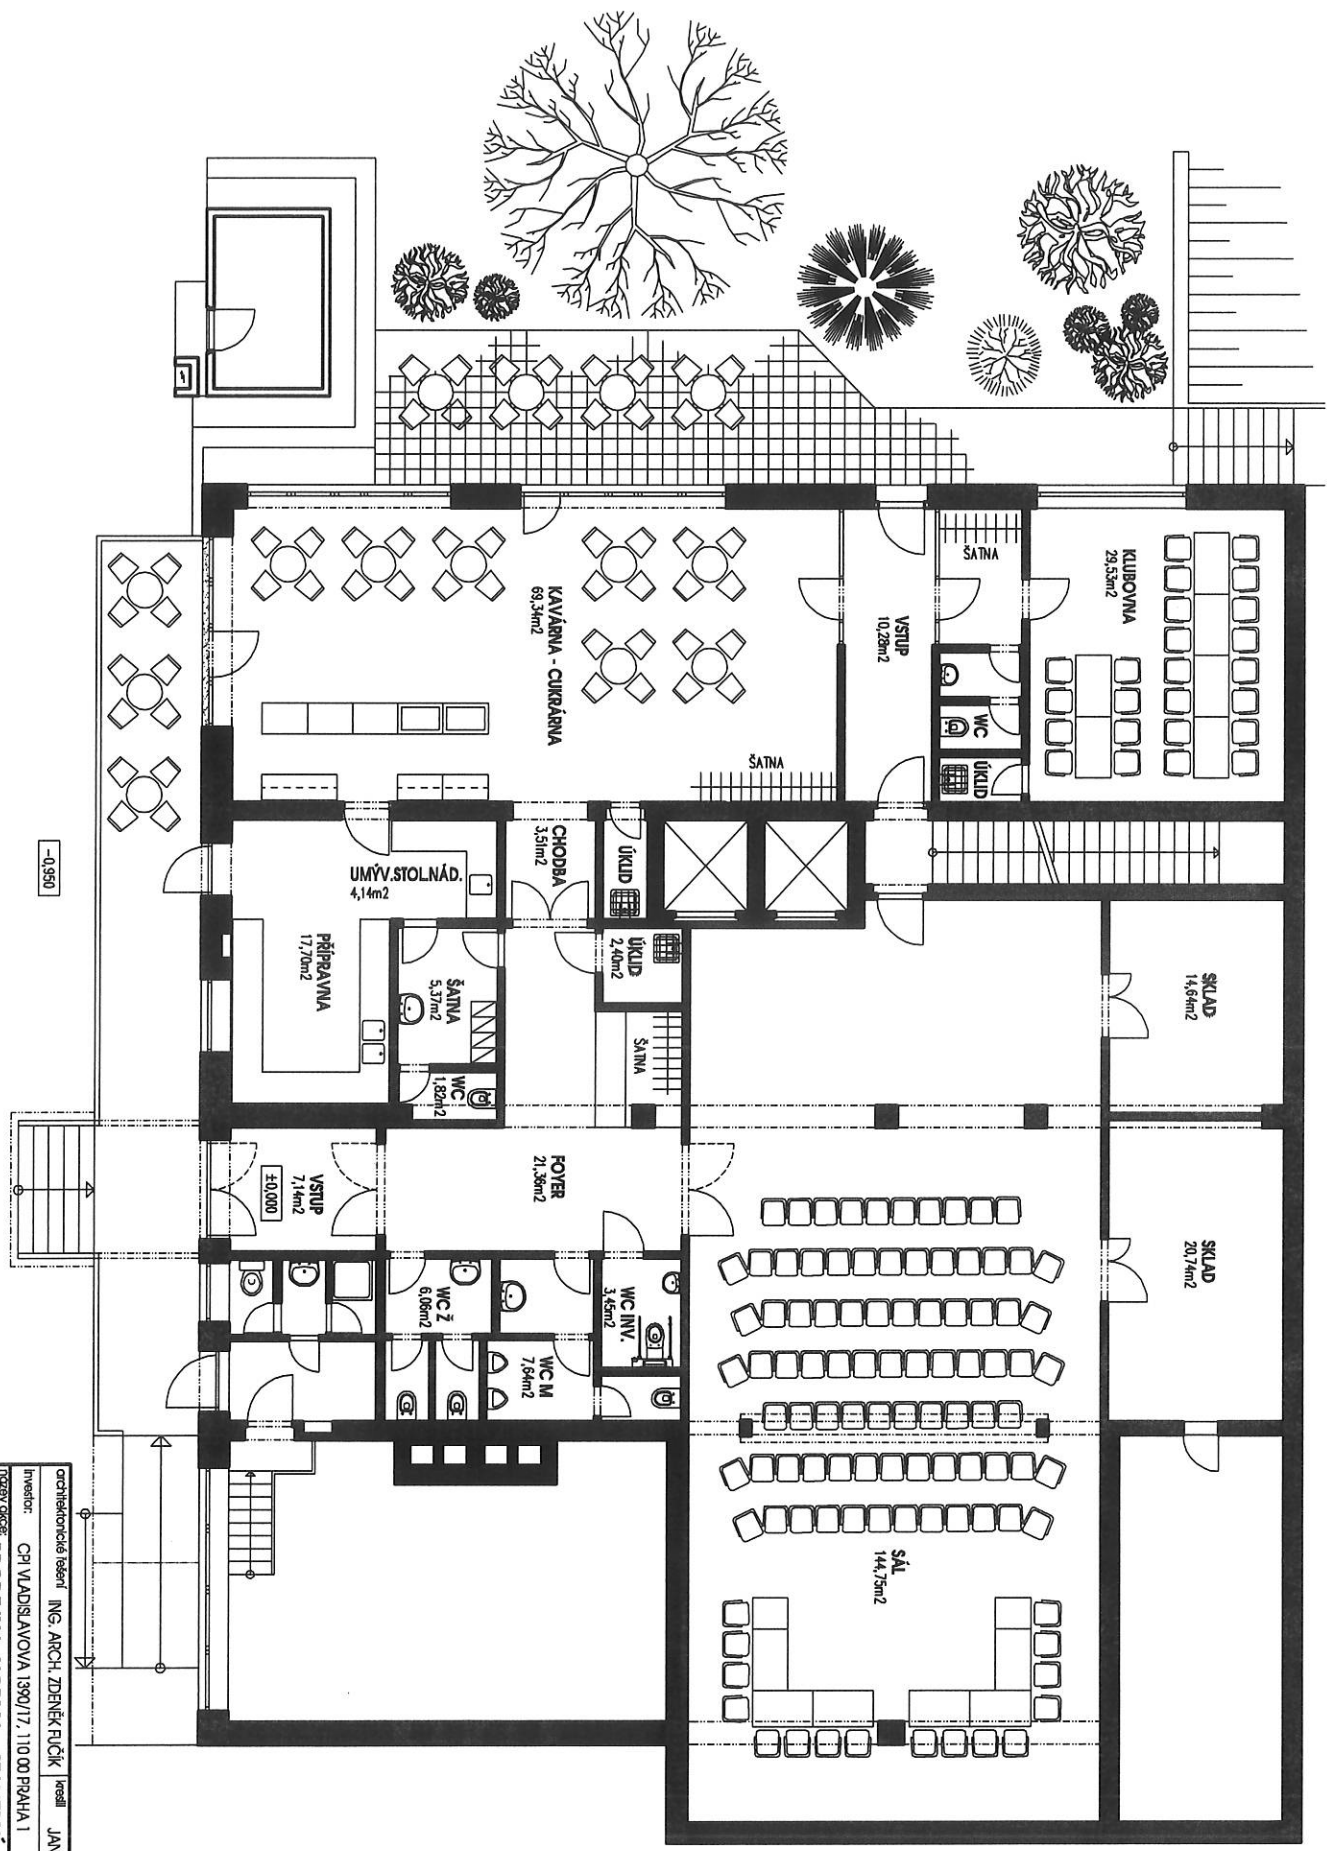 KLUBOVNA
29,53m2
ŠATNA
VSTUP
10,28m2
WC
ÚKLID
KAVÁRNA - CUKRÁRNA
69,34m2
ŠATNA
CHODBA
3,51m2
ÚKLID
UMÝV.STOL.NÁD.
4,14m2
ÚKLID
2,40m2
PŘÍPRAVNA
17,70m2
ŠATNA
5,37m2
ŠATNA
WC
1,82m2
SKLAD
14,64m2
SKLAD
20,74m2
VSTUP
7,14m2
±0,000
FOYER
21,36m2
WC Ž
6,06m2
WC INV.
3,45m2
WC M
7,64m2
SÁL
144,75m2
-0,950
architektonické řešení ING. ARCH. ZDENĚK FUČÍK kreslil JAN
investor: CPI VLADISLAVOVA 1390/17, 110 00 PRAHA 1
název akce: